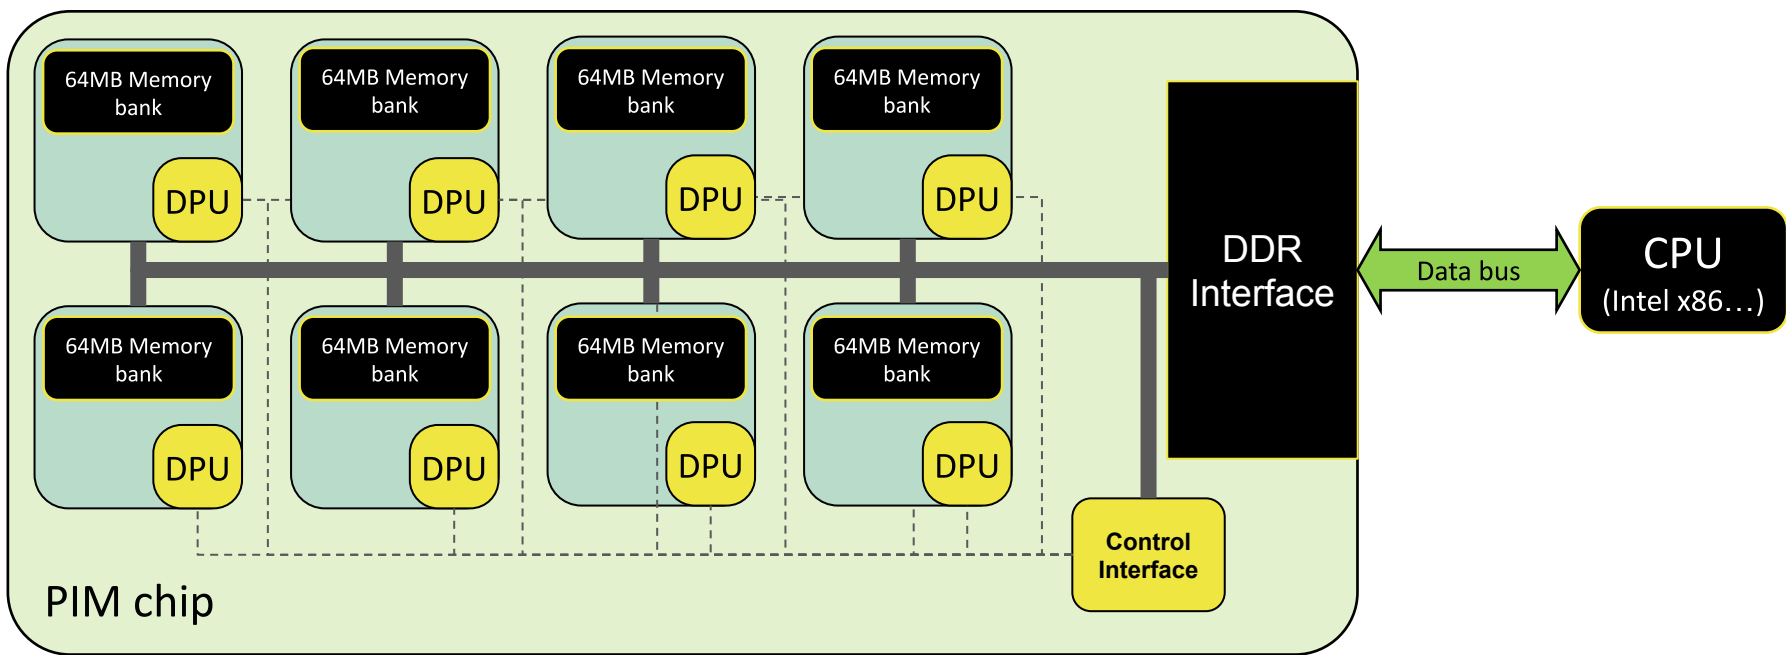 64MB Memory
bank
DPU
64MB Memory
bank
DPU
64MB Memory
bank
DPU
64MB Memory
bank
DPU
64MB Memory
bank
DPU
64MB Memory
bank
DPU
64MB Memory
bank
DPU
64MB Memory
bank
DPU
DDR
Interface
Data bus
CPU
(Intel x86...)
Control
Interface
PIM chip